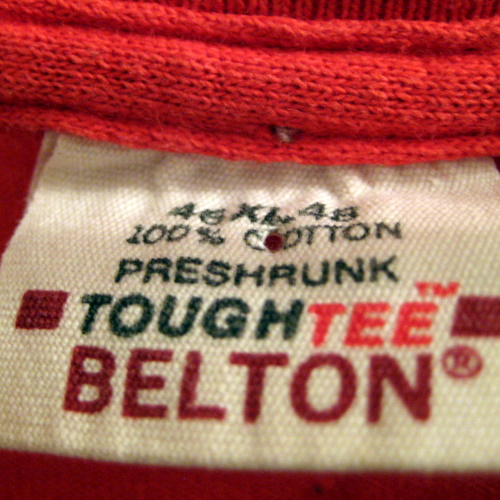 46 XL 48
100% COTTON
PRESHRUNK
TOUGHTEE™
BELTON®